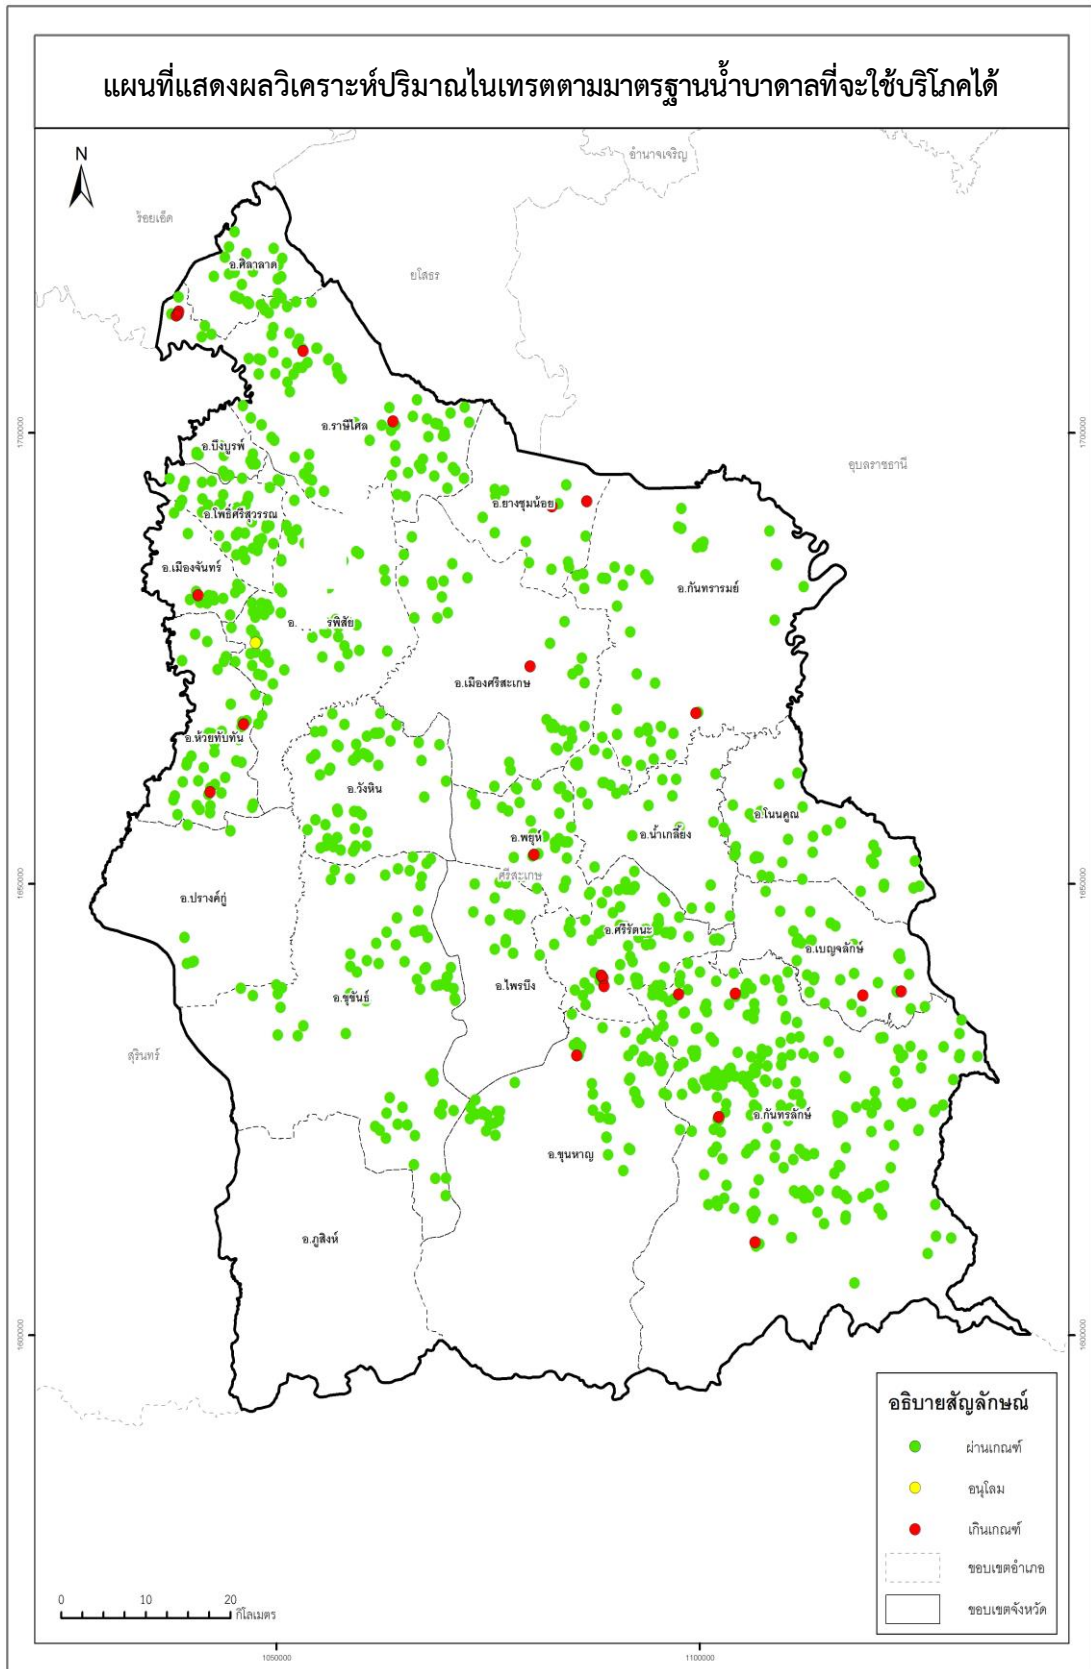 แผนที่แสดงผลวิเคราะห์ปริมาณไนเทรตตามมาตรฐานน้ำบาดาลที่จะใช้บริโภคได้
N
อำนาจเจริญ
ร้อยเอ็ด
อ.ศิลาลาด
ยโสธร
อ.ราษีไศล
1700000
1700000
อ.บึงบูรพ์
อุบลราชธานี
อ.ยางชุมน้อย
อ.โพธิ์ศรีสุวรรณ
อ.เมืองจันทร์
อ.กันทรารมย์
อ. รพิสัย
อ.เมืองศรีสะเกษ
อ.ห้วยทับทัน
อ.วังหิน
อ.โนนคูณ
อ.พยุห์
อ.น้ำเกลี้ยง
ศรีสะเกษ
1650000
1650000
อ.ปรางค์กู่
อ.ศรีรัตนะ
อ.เบญจลักษ์
อ.ไพรบึง
อ.ขุขันธ์
สุรินทร์
อ.กันทรลักษ์
อ.ขุนหาญ
อ.ภูสิงห์
1600000
1600000
อธิบายสัญลักษณ์
ผ่านเกณฑ์
อนุโลม
เกินเกณฑ์
ขอบเขตอำเภอ
ขอบเขตจังหวัด
0 10 20
กิโลเมตร
1050000
1100000